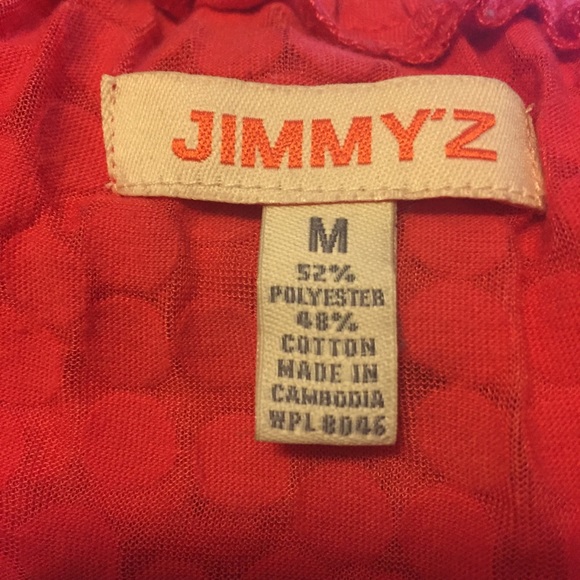 JIMMY'Z
M
52%
POLYESTER
48%
COTTON
MADE IN
CAMBODIA
WPL 8046